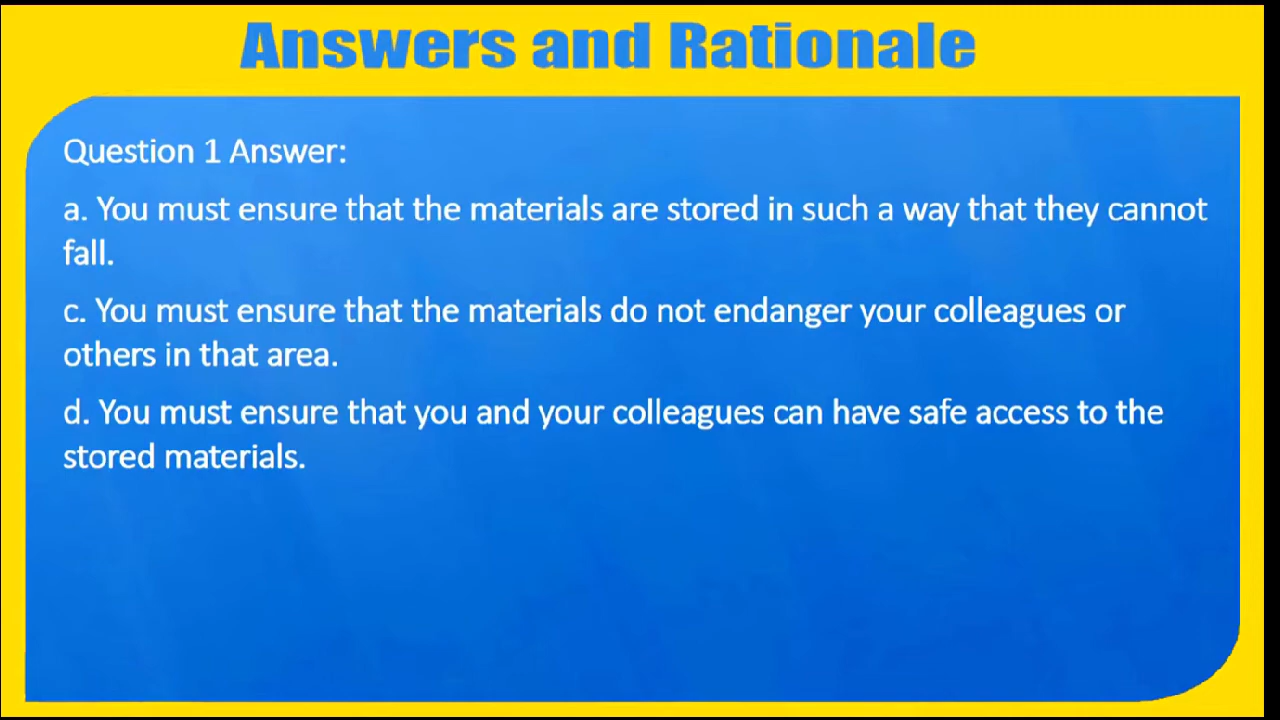 Answers and Rationale
Question 1 Answer:
a. You must ensure that the materials are stored in such a way that they cannot
fall.
c. You must ensure that the materials do not endanger your colleagues or
others in that area.
d. You must ensure that you and your colleagues can have safe access to the
stored materials.